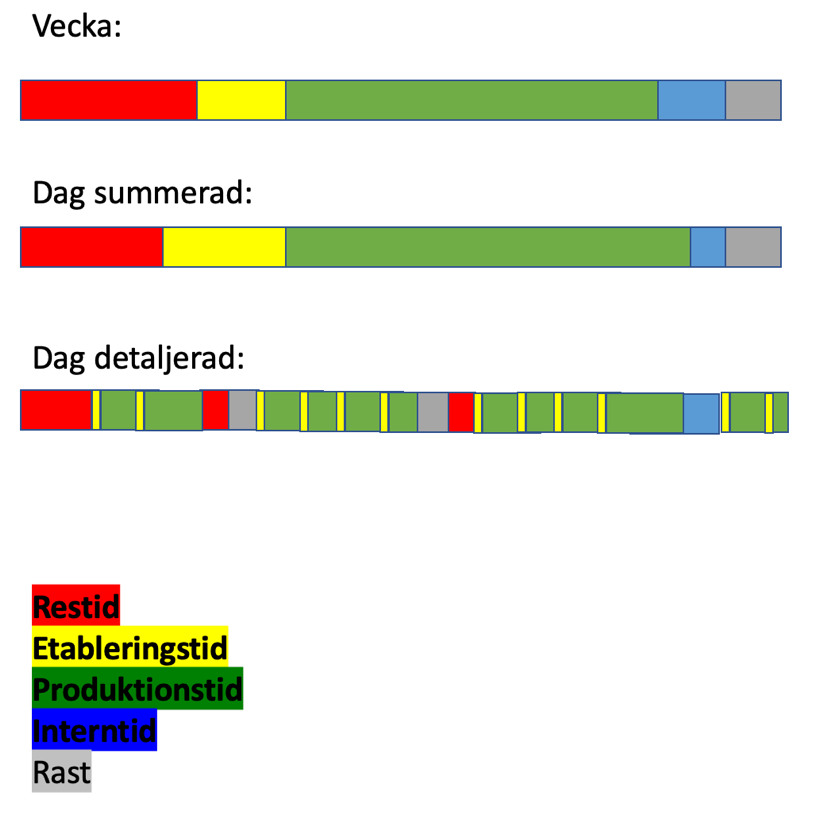 Vecka:
Dag summerad:
Dag detaljerad:
Restid
Etableringstid
Produktionstid
Interntid
Rast